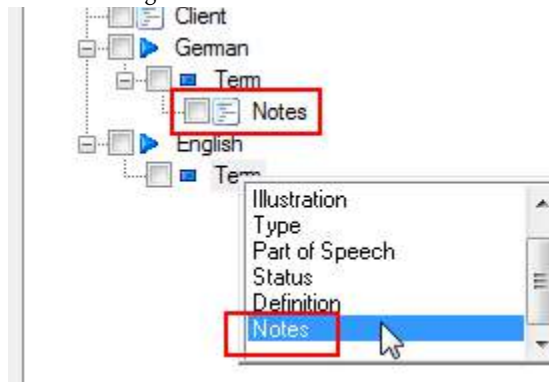 Client
German
Term
Notes
English
Term
Illustration
Type
Part of Speech
Status
Definition
Notes